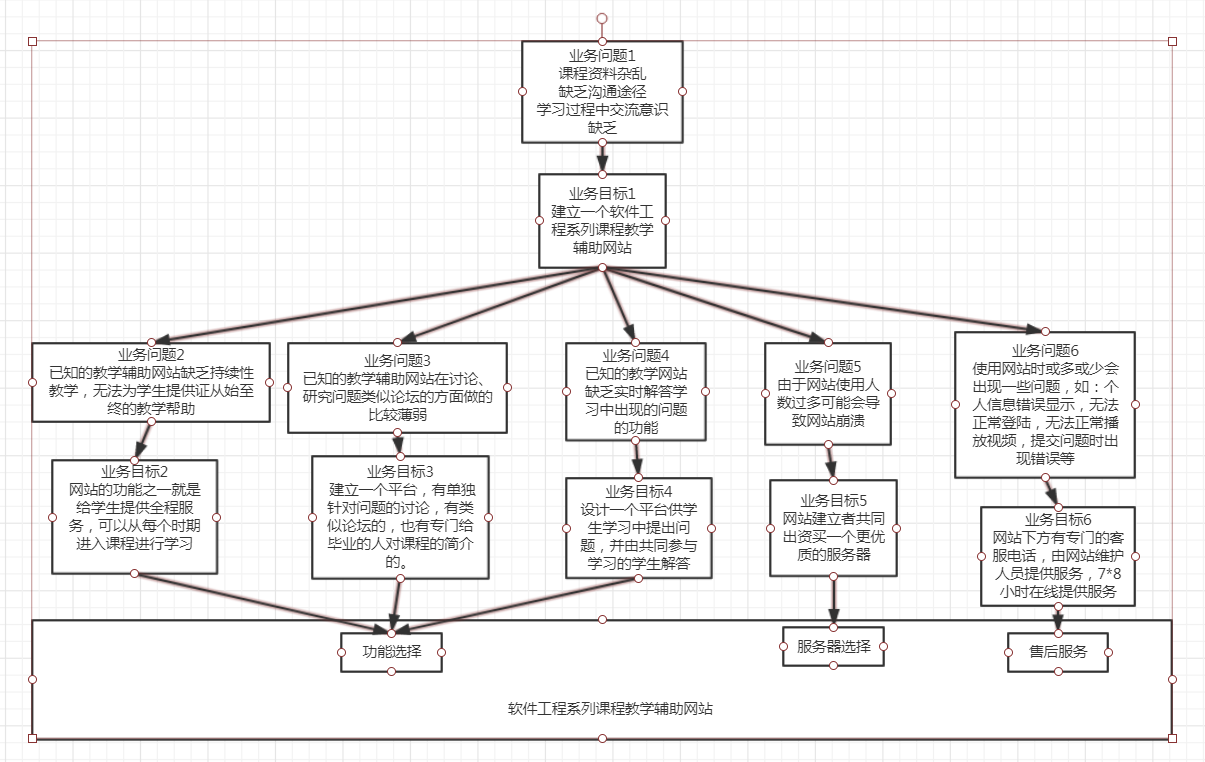 业务问题1
课程资料杂乱
缺乏沟通途径
学习过程中交流意识
缺乏
业务目标1
建立一个软件工
程系列课程教学
辅助网站
业务问题2
已知的教学辅助网站缺乏持续性
教学，无法为学生提供证从始至
终的教学帮助
业务问题3
已知的教学辅助网站在讨论、
研究问题类似论坛的方面做的
比较薄弱
业务问题4
已知的教学网站
缺乏实时解答学
习中出现的问题
的功能
业务问题5
由于网站使用人
数过多可能会导
致网站崩溃
业务问题6
使用网站时或多或少会
出现一些问题，如：个
人信息错误显示，无法
正常登陆，无法正常播
放视频，提交问题时出
现错误等
业务目标2
网站的功能之一就是
给学生提供全程服
务，可以从每个时期
进入课程进行学习
业务目标3
建立一个平台，有单独
针对问题的讨论，有类
似论坛的，也有专门给
毕业的人对课程的简介
的。
业务目标4
设计一个平台供学
生学习中提出问
题，并由共同参与
学习的学生解答
业务目标5
网站建立者共同
出资买一个更优
质的服务器
业务目标6
网站下方有专门的客
服电话，由网站维护
人员提供服务，7*8
小时在线提供服务
功能选择
服务器选择
售后服务
软件工程系列课程教学辅助网站